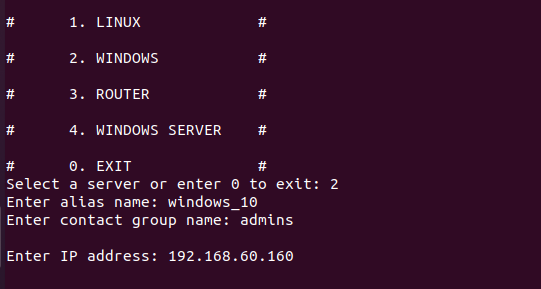 #      1. LINUX             #
#      2. WINDOWS           #
#      3. ROUTER            #
#      4. WINDOWS SERVER    #
#      0. EXIT              #
Select a server or enter 0 to exit: 2
Enter alias name: windows_10
Enter contact group name: admins
Enter IP address: 192.168.60.160